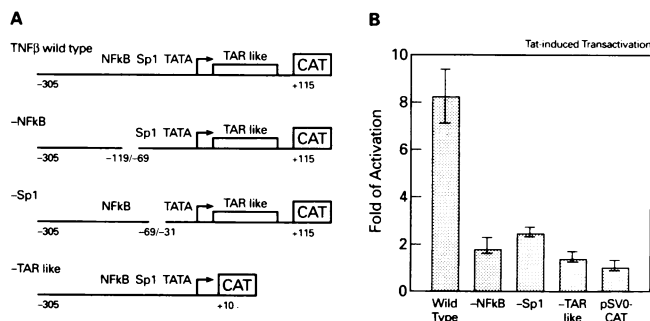 A
TNFβ wild type
NFkB Sp1 TATA TAR like CAT
−305 +115
−NFkB
Sp1 TATA TAR like CAT
−305 −119/−69 +115
−Sp1
NFkB TATA TAR like CAT
−305 −69/−31 +115
−TAR like
NFkB Sp1 TATA CAT
−305 +10
B
Tat-induced Transactivation
Fold of Activation
10
8
6
4
2
0
Wild Type
−NFkB
−Sp1
−TAR like
pSV0-CAT